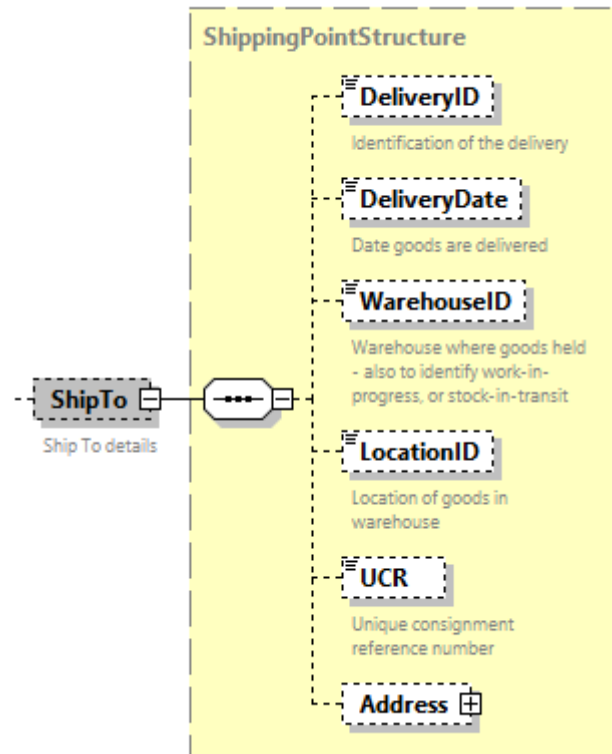 ShippingPointStructure
DeliveryID
Identification of the delivery
DeliveryDate
Date goods are delivered
WarehouseID
Warehouse where goods held
- also to identify work-in-
progress, or stock-in-transit
ShipTo
Ship To details
LocationID
Location of goods in
warehouse
UCR
Unique consignment
reference number
Address